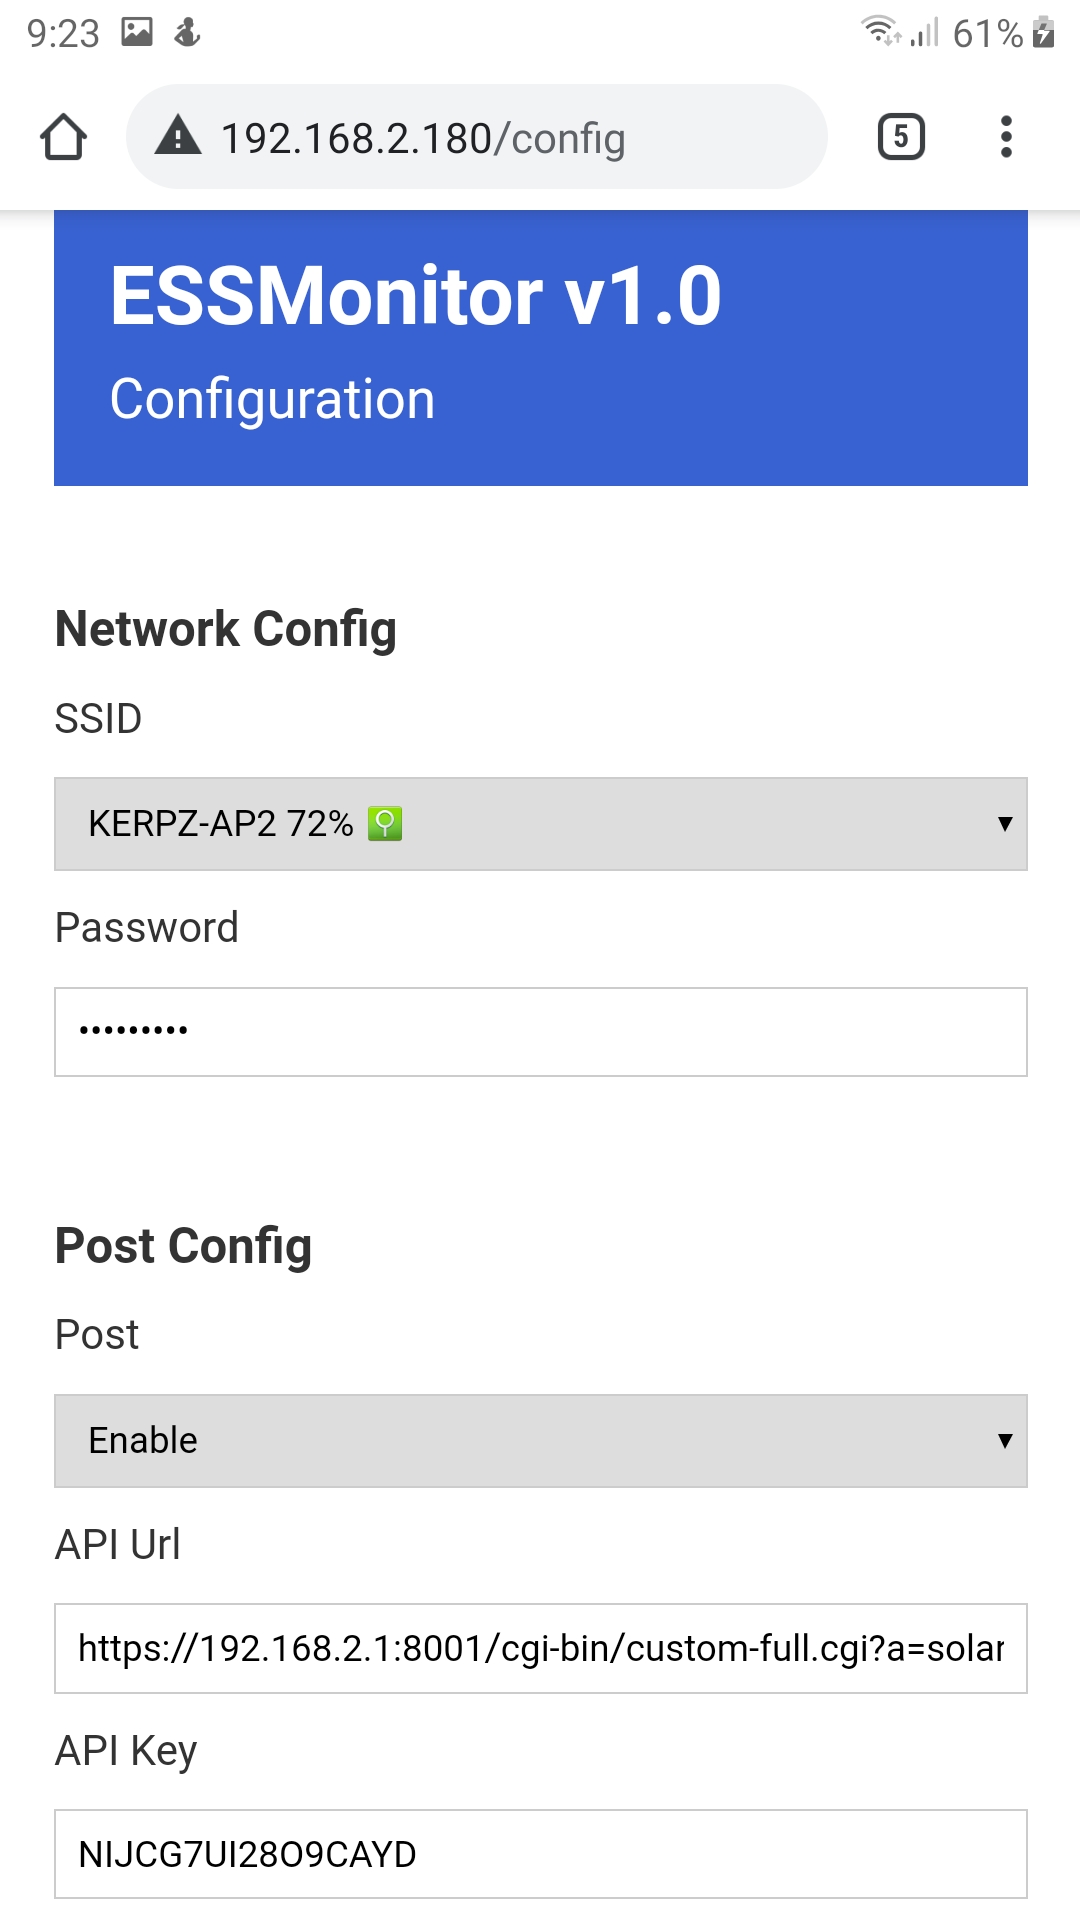 9:23
61%
192.168.2.180/config
5
ESSMonitor v1.0
Configuration
Network Config
SSID
KERPZ-AP2 72%
Password
•••••••••
Post Config
Post
Enable
API Url
https://192.168.2.1:8001/cgi-bin/custom-full.cgi?a=solar
API Key
NIJCG7UI28O9CAYD